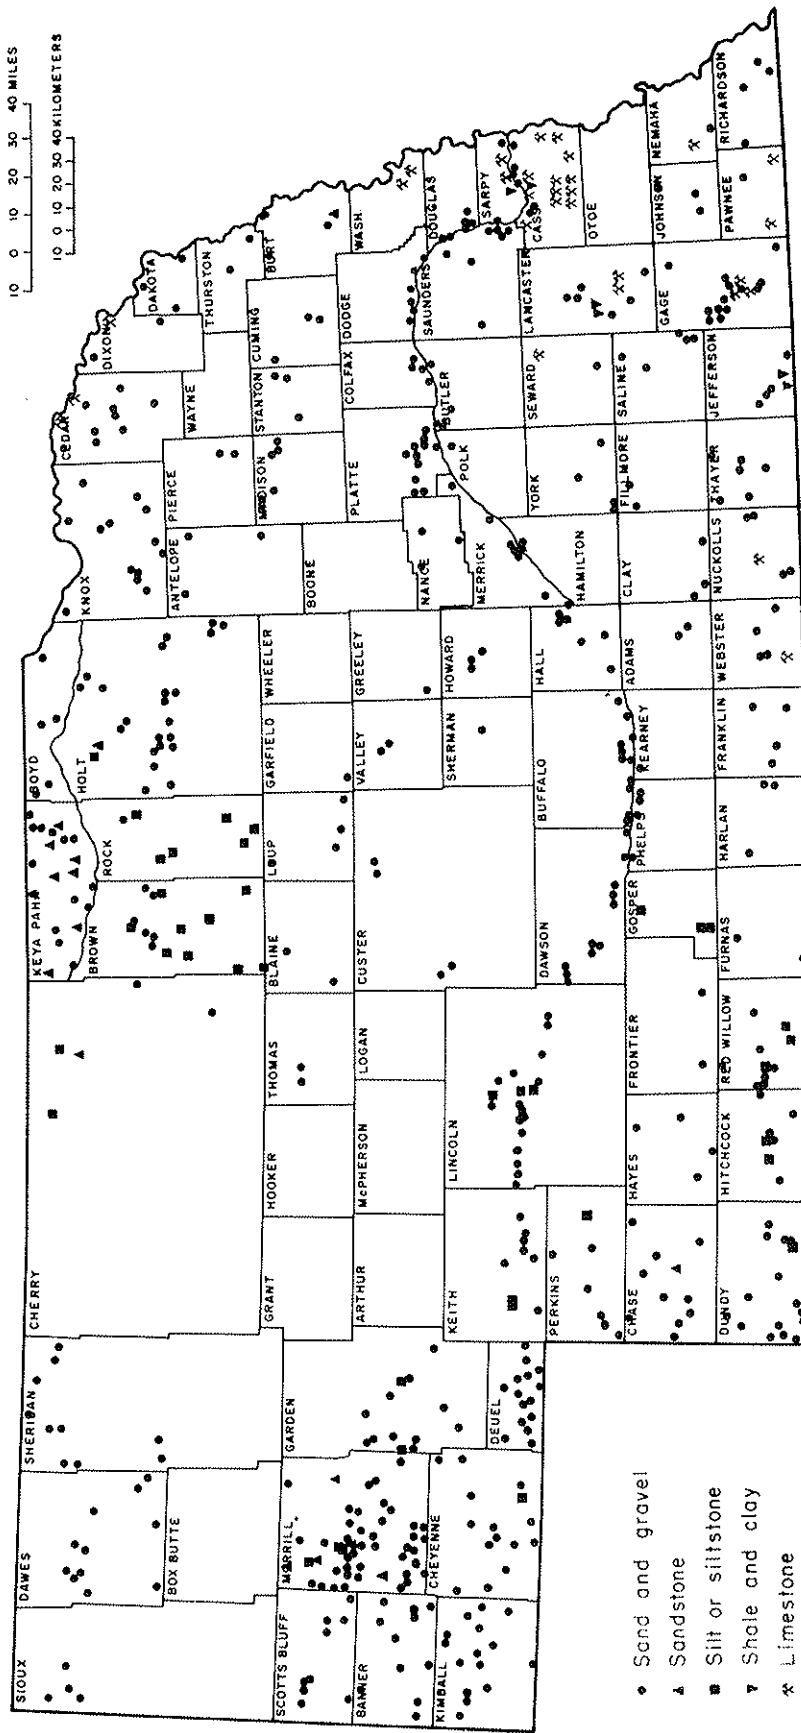 10 0 10 20 30 40 MILES
10 0 10 20 30 40 KILOMETERS
SIOUX
DAWES
SHERIDAN
CHERRY
KEYA PAHA
BOYD
BROWN
ROCK
HOLT
KNOX
CEDAR
DIXON
DAKOTA
BOX BUTTE
ANTELOPE
PIERCE
WAYNE
THURSTON
SCOTTS BLUFF
MORRILL
GARDEN
GRANT
HOOKER
THOMAS
BLAINE
LOUP
GARFIELD
WHEELER
BOONE
MADISON
STANTON
CUMING
BURT
BANNER
ARTHUR
McPHERSON
LOGAN
CUSTER
VALLEY
GREELEY
NANCE
PLATTE
COLFAX
DODGE
WASH.
KIMBALL
CHEYENNE
DEUEL
KEITH
LINCOLN
SHERMAN
HOWARD
MERRICK
POLK
BUTLER
SAUNDERS
DOUGLAS
SARPY
PERKINS
DAWSON
BUFFALO
HALL
HAMILTON
YORK
SEWARD
LANCASTER
CASS
OTOE
CHASE
HAYES
FRONTIER
GOSPER
PHELPS
KEARNEY
ADAMS
CLAY
FILLMORE
SALINE
GAGE
JOHNSON
NEMAHA
DUNDY
HITCHCOCK
RED WILLOW
FURNAS
HARLAN
FRANKLIN
WEBSTER
NUCKOLLS
THAYER
JEFFERSON
PAWNEE
RICHARDSON
Sand and gravel
Sandstone
Silt or siltstone
Shale and clay
Limestone